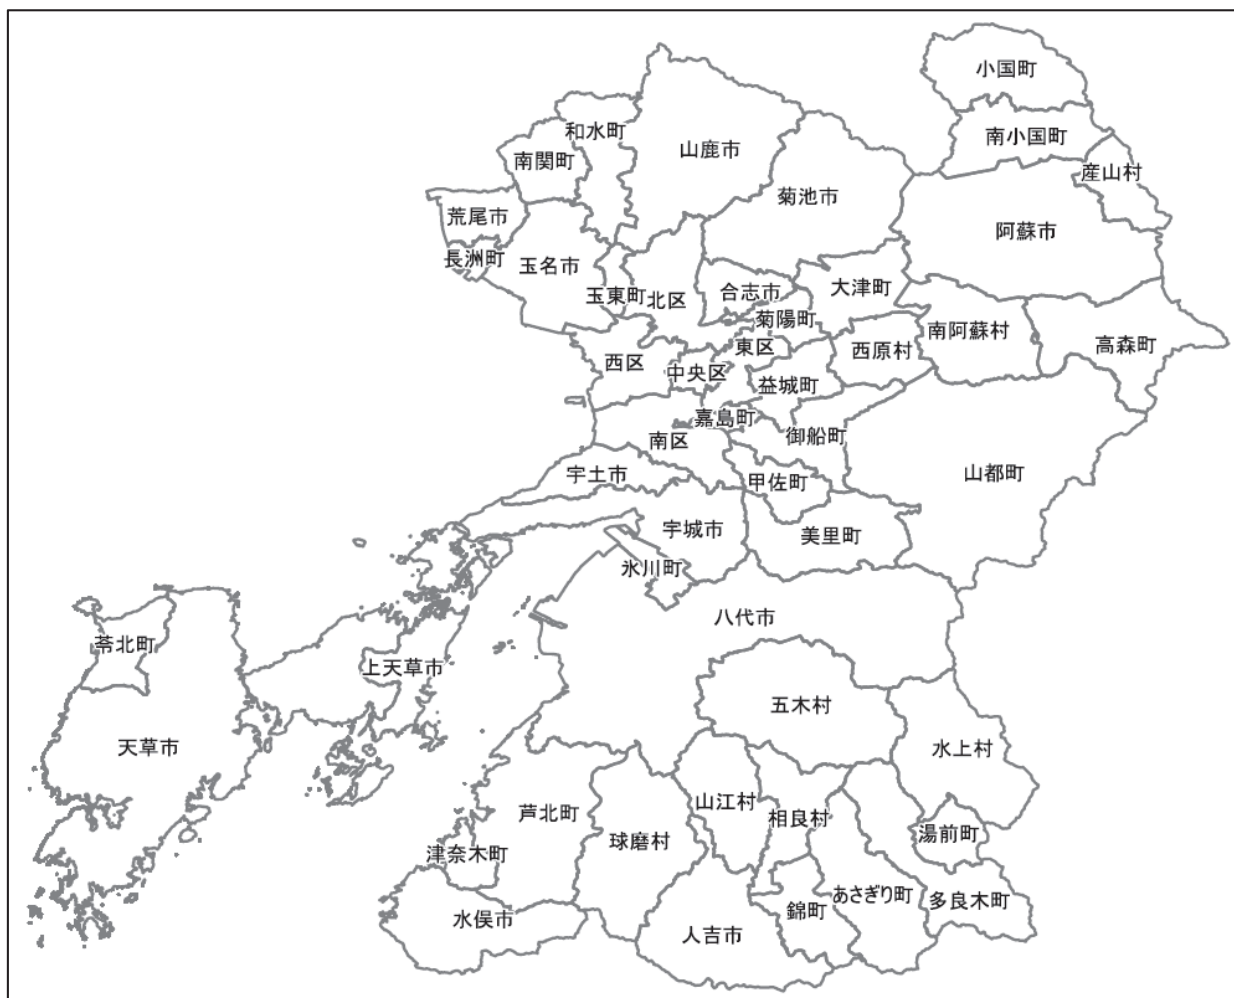 小国町
南小国町
和水町
山鹿市
南関町
産山村
菊池市
荒尾市
阿蘇市
長洲町
玉名市
大津町
合志市
玉東町
北区
菊陽町
南阿蘇村
高森町
東区
西原村
西区
中央区
益城町
嘉島町
御船町
南区
山都町
宇土市
甲佐町
宇城市
美里町
氷川町
八代市
苓北町
上天草市
五木村
天草市
水上村
山江村
芦北町
相良村
球磨村
湯前町
津奈木町
あさぎり町
多良木町
錦町
水俣市
人吉市